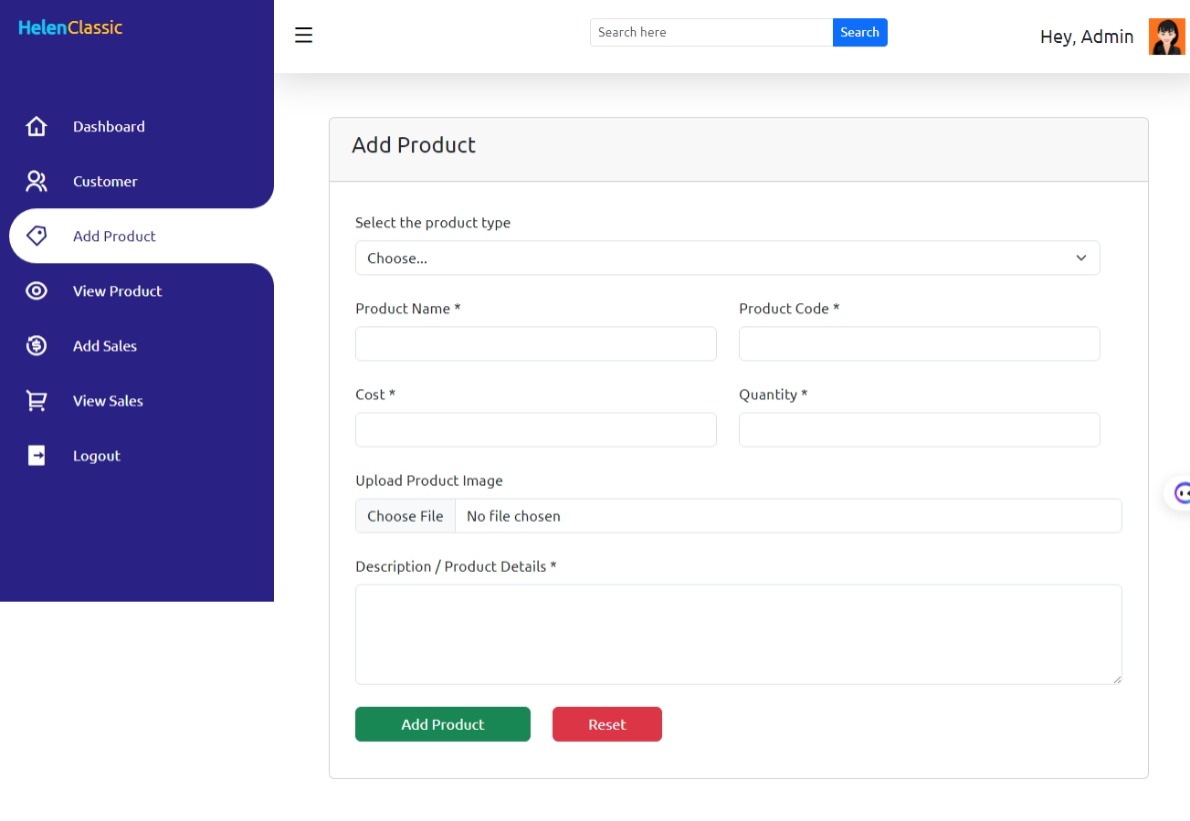 HelenClassic
Search here Search
Hey, Admin
Dashboard
Customer
Add Product
View Product
Add Sales
View Sales
Logout
Add Product
Select the product type
Choose...
Product Name * Product Code *
Cost * Quantity *
Upload Product Image
Choose File No file chosen
Description / Product Details *
Add Product Reset